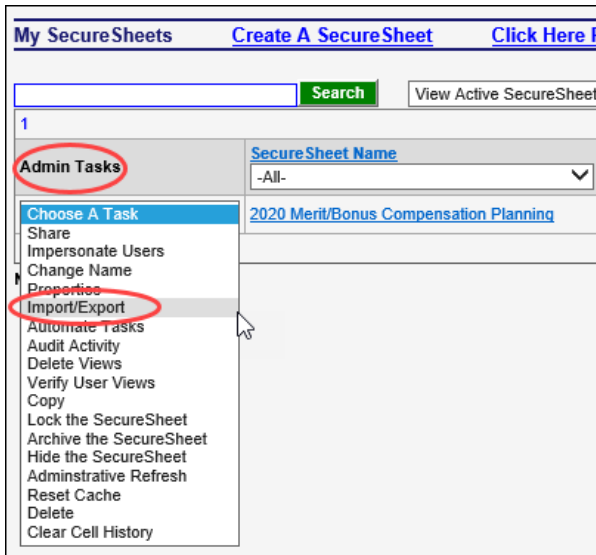 My SecureSheets Create A SecureSheet Click Here
Search View Active SecureSheet
1
Admin Tasks SecureSheet Name
-All-
Choose A Task 2020 Merit/Bonus Compensation Planning
Share
Impersonate Users
Change Name
Properties
Import/Export
Automate Tasks
Audit Activity
Delete Views
Verify User Views
Copy
Lock the SecureSheet
Archive the SecureSheet
Hide the SecureSheet
Adminstrative Refresh
Reset Cache
Delete
Clear Cell History